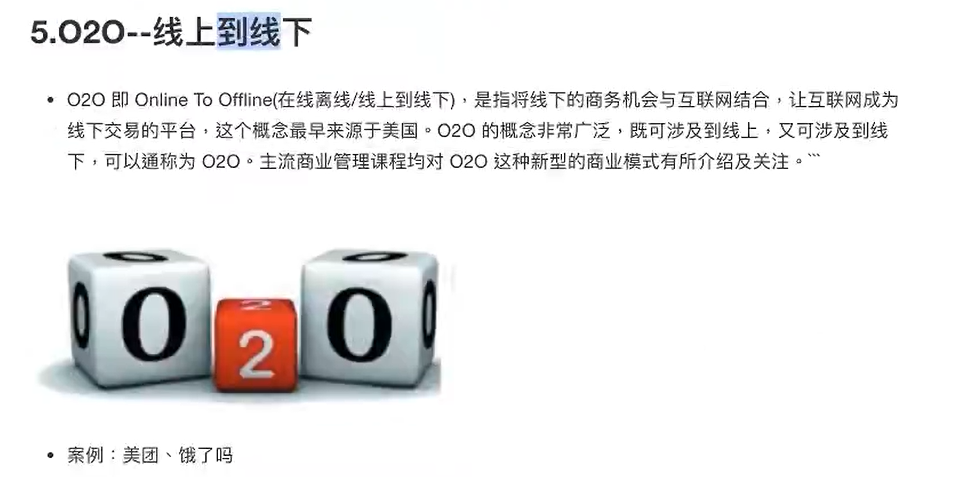 5.O2O--线上到线下
• O2O 即 Online To Offline(在线离线/线上到线下)，是指将线下的商务机会与互联网结合，让互联网成为
线下交易的平台，这个概念最早来源于美国。O2O 的概念非常广泛，既可涉及到线上，又可涉及到线
下，可以通称为 O2O。主流商业管理课程均对 O2O 这种新型的商业模式有所介绍及关注。```
O 2 O
• 案例：美团、饿了吗